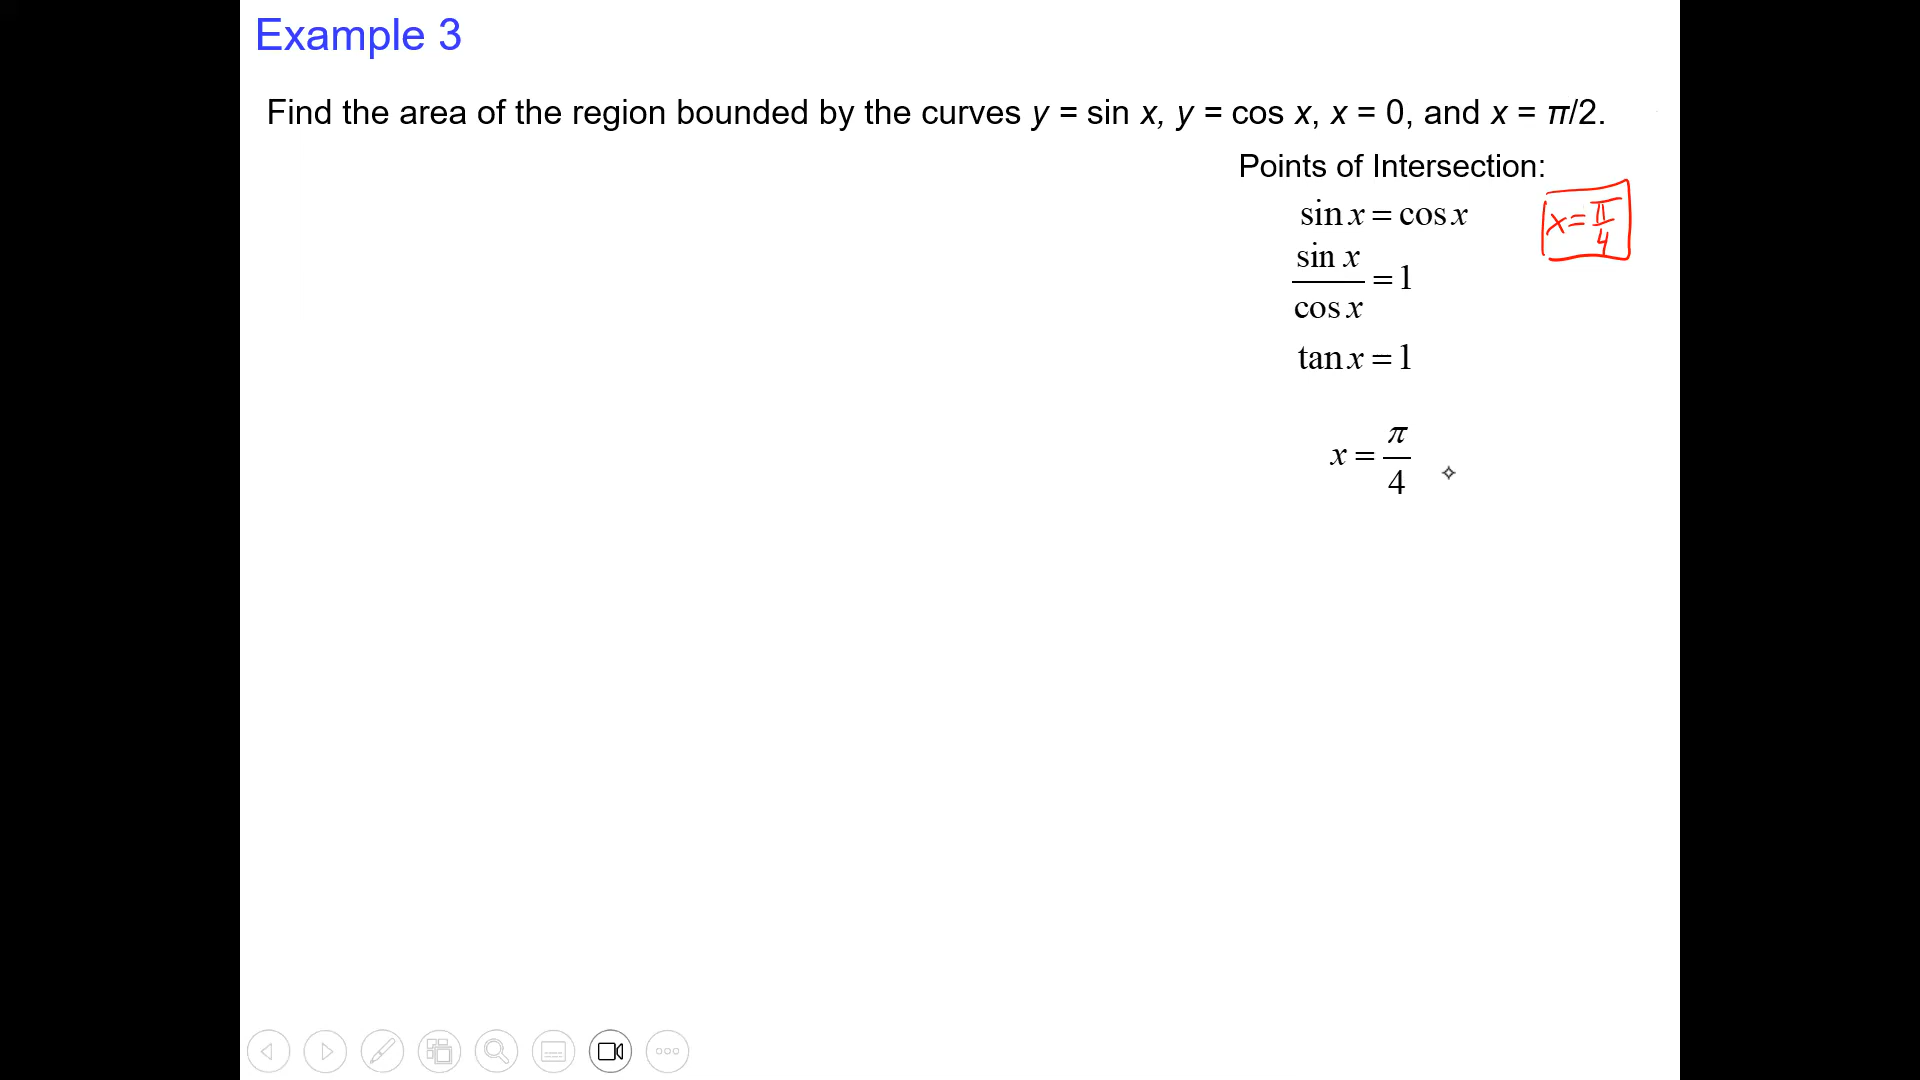 Example 3
Find the area of the region bounded by the curves y = sin x, y = cos x, x = 0, and x = π/2.
Points of Intersection:
sin x = cos x
x = π/4
sin x / cos x = 1
tan x = 1
x = π/4